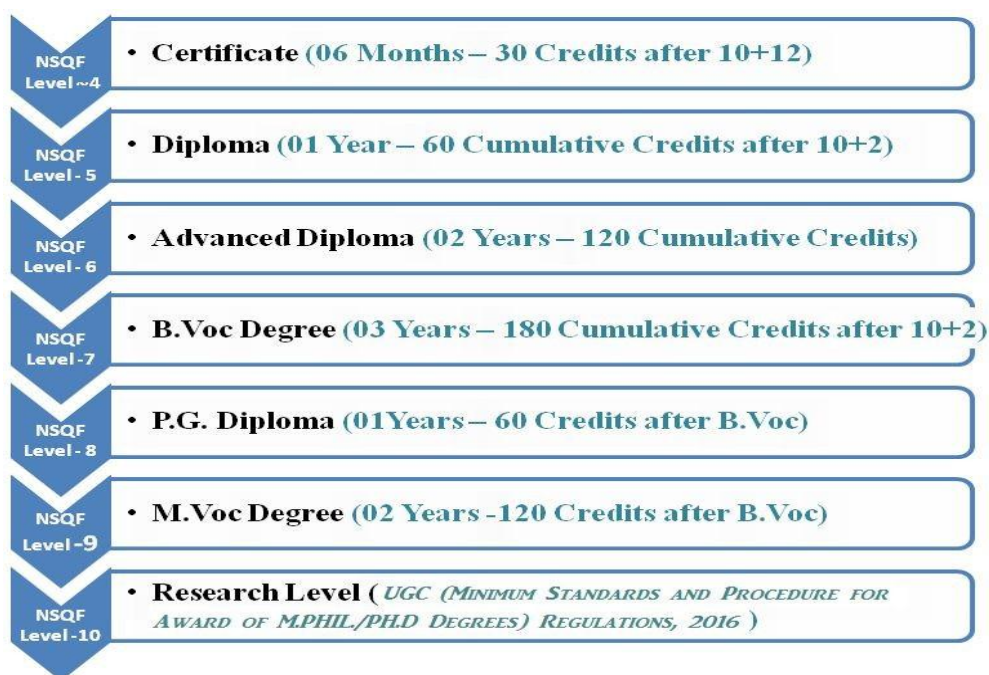 NSQF
Level~4
• Certificate (06 Months – 30 Credits after 10+12)
NSQF
Level-5
• Diploma (01 Year – 60 Cumulative Credits after 10+2)
NSQF
Level-6
• Advanced Diploma (02 Years – 120 Cumulative Credits)
NSQF
Level-7
• B.Voc Degree (03 Years – 180 Cumulative Credits after 10+2)
NSQF
Level-8
• P.G. Diploma (01Years – 60 Credits after B.Voc)
NSQF
Level-9
• M.Voc Degree (02 Years -120 Credits after B.Voc)
NSQF
Level-10
• Research Level ( UGC (MINIMUM STANDARDS AND PROCEDURE FOR
AWARD OF M.PHIL./PH.D DEGREES) REGULATIONS, 2016 )